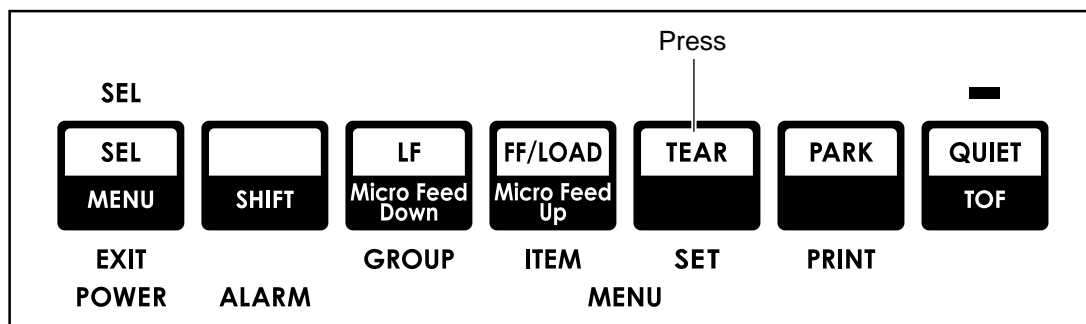 Press
SEL
SEL LF FF/LOAD TEAR PARK QUIET
MENU SHIFT Micro Feed Down Micro Feed Up TOF
EXIT GROUP ITEM SET PRINT
POWER ALARM MENU